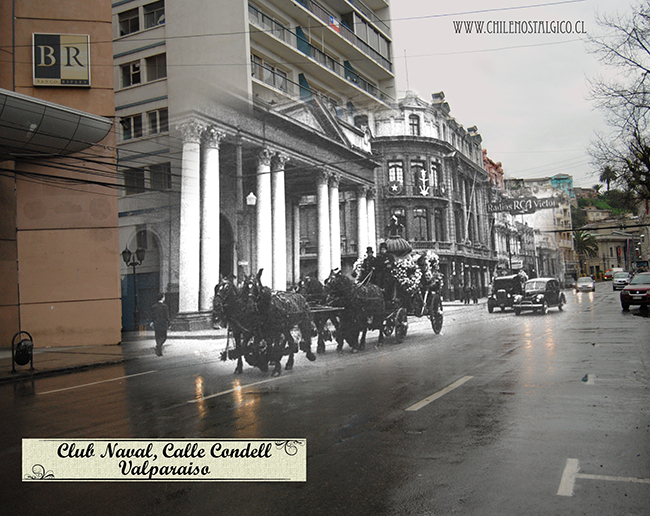 WWW.CHILENOSTALGICO.CL
BR
Radios RCA Victor
Club Naval, Calle Condell
Valparaiso